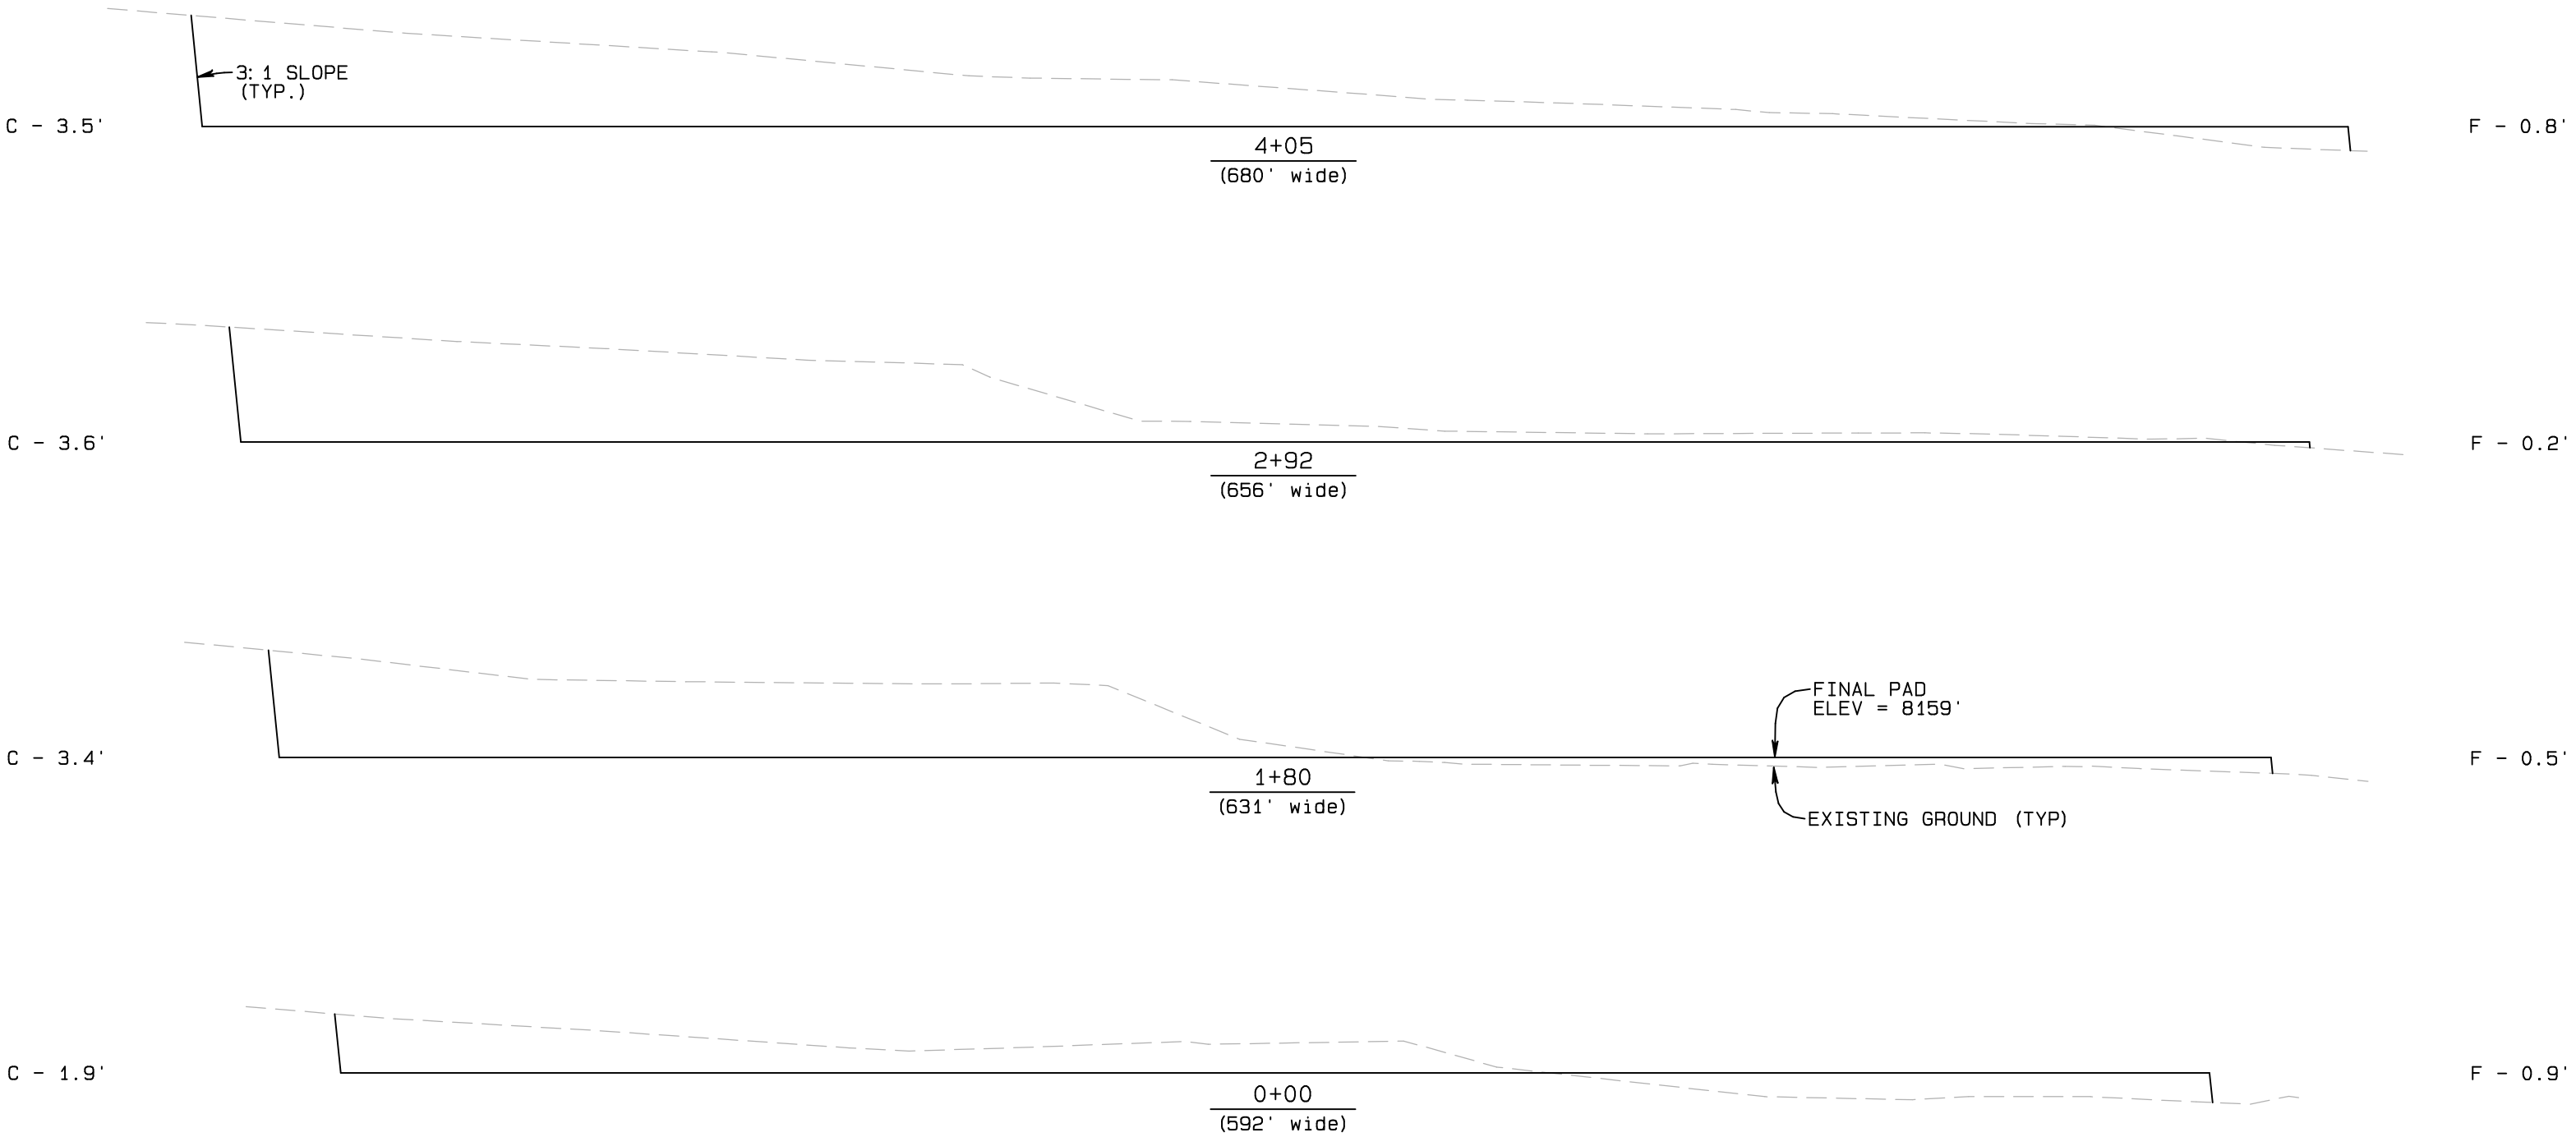 3:1 SLOPE
(TYP.)
C - 3.5'
F - 0.8'
4+05
(680' wide)
C - 3.6'
F - 0.2'
2+92
(656' wide)
FINAL PAD
ELEV = 8159'
C - 3.4'
F - 0.5'
1+80
(631' wide)
EXISTING GROUND (TYP)
C - 1.9'
F - 0.9'
0+00
(592' wide)